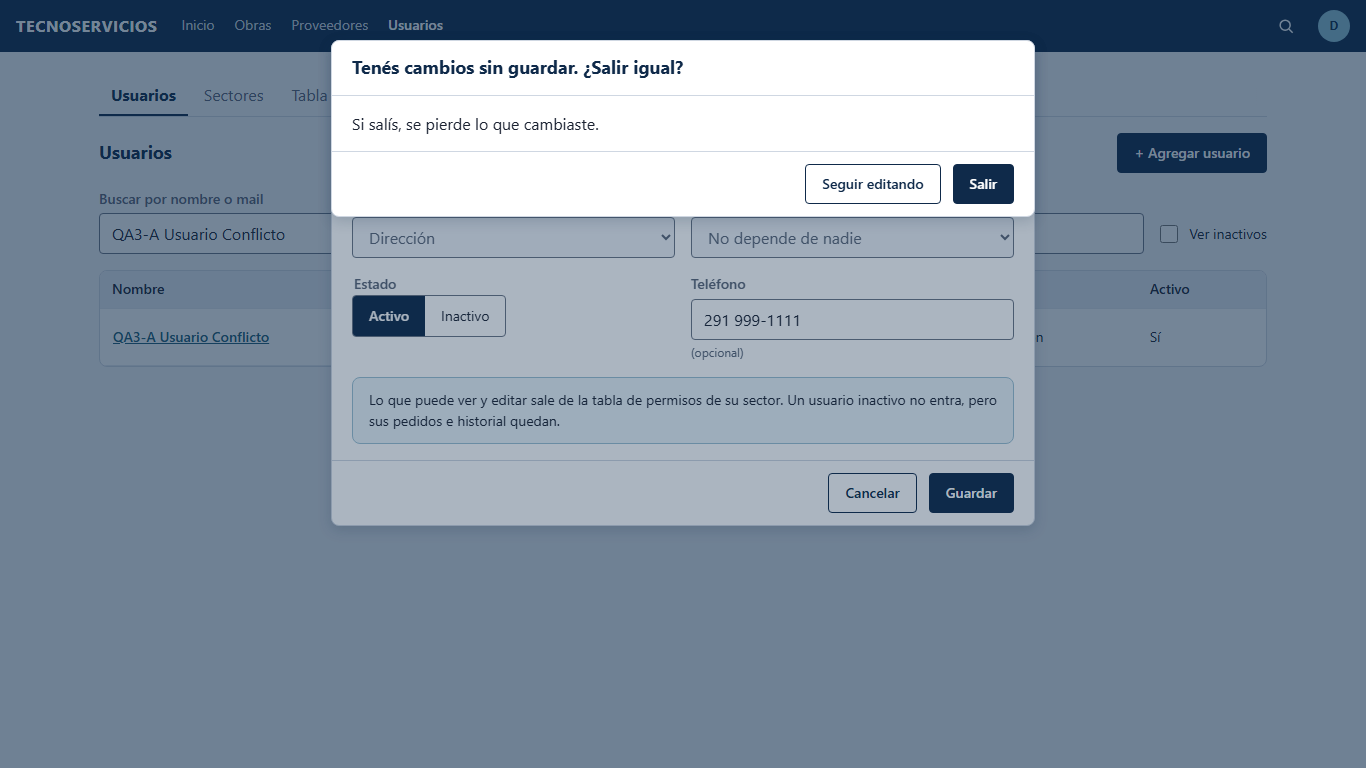 TECNOSERVICIOS Inicio Obras Proveedores Usuarios D
Tenés cambios sin guardar. ¿Salir igual?
Si salís, se pierde lo que cambiaste.
Seguir editando Salir
Usuarios Sectores Tabla
Usuarios + Agregar usuario
Buscar por nombre o mail
QA3-A Usuario Conflicto Ver inactivos
Dirección No depende de nadie
Nombre Activo
QA3-A Usuario Conflicto Sí
Estado Teléfono
Activo Inactivo 291 999-1111
(opcional)
Lo que puede ver y editar sale de la tabla de permisos de su sector. Un usuario inactivo no entra, pero
sus pedidos e historial quedan.
Cancelar Guardar